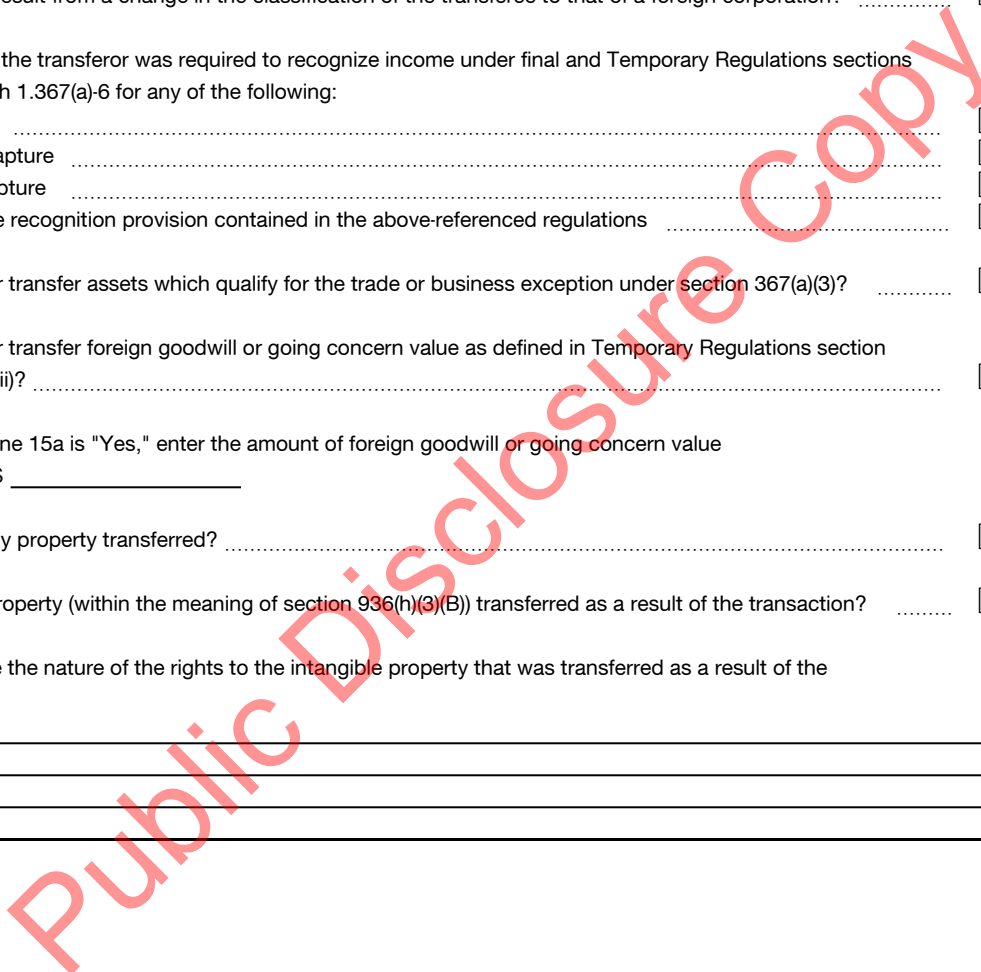 result from a change in the classification of the transferee to that of a foreign corporation?
the transferor was required to recognize income under final and Temporary Regulations sections
h 1.367(a)-6 for any of the following:
apture
pture
e recognition provision contained in the above-referenced regulations
r transfer assets which qualify for the trade or business exception under section 367(a)(3)?
r transfer foreign goodwill or going concern value as defined in Temporary Regulations section
ii)?
ne 15a is "Yes," enter the amount of foreign goodwill or going concern value
$
y property transferred?
roperty (within the meaning of section 936(h)(3)(B)) transferred as a result of the transaction?
e the nature of the rights to the intangible property that was transferred as a result of the
Public Disclosure Copy